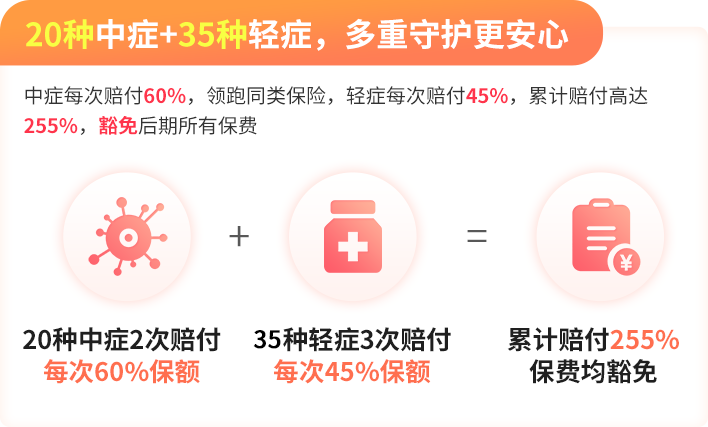 20种中症+35种轻症，多重守护更安心
中症每次赔付60%，领跑同类保险，轻症每次赔付45%，累计赔付高达
255%，豁免后期所有保费
+
=
¥
20种中症2次赔付
每次60%保额
35种轻症3次赔付
每次45%保额
累计赔付255%
保费均豁免